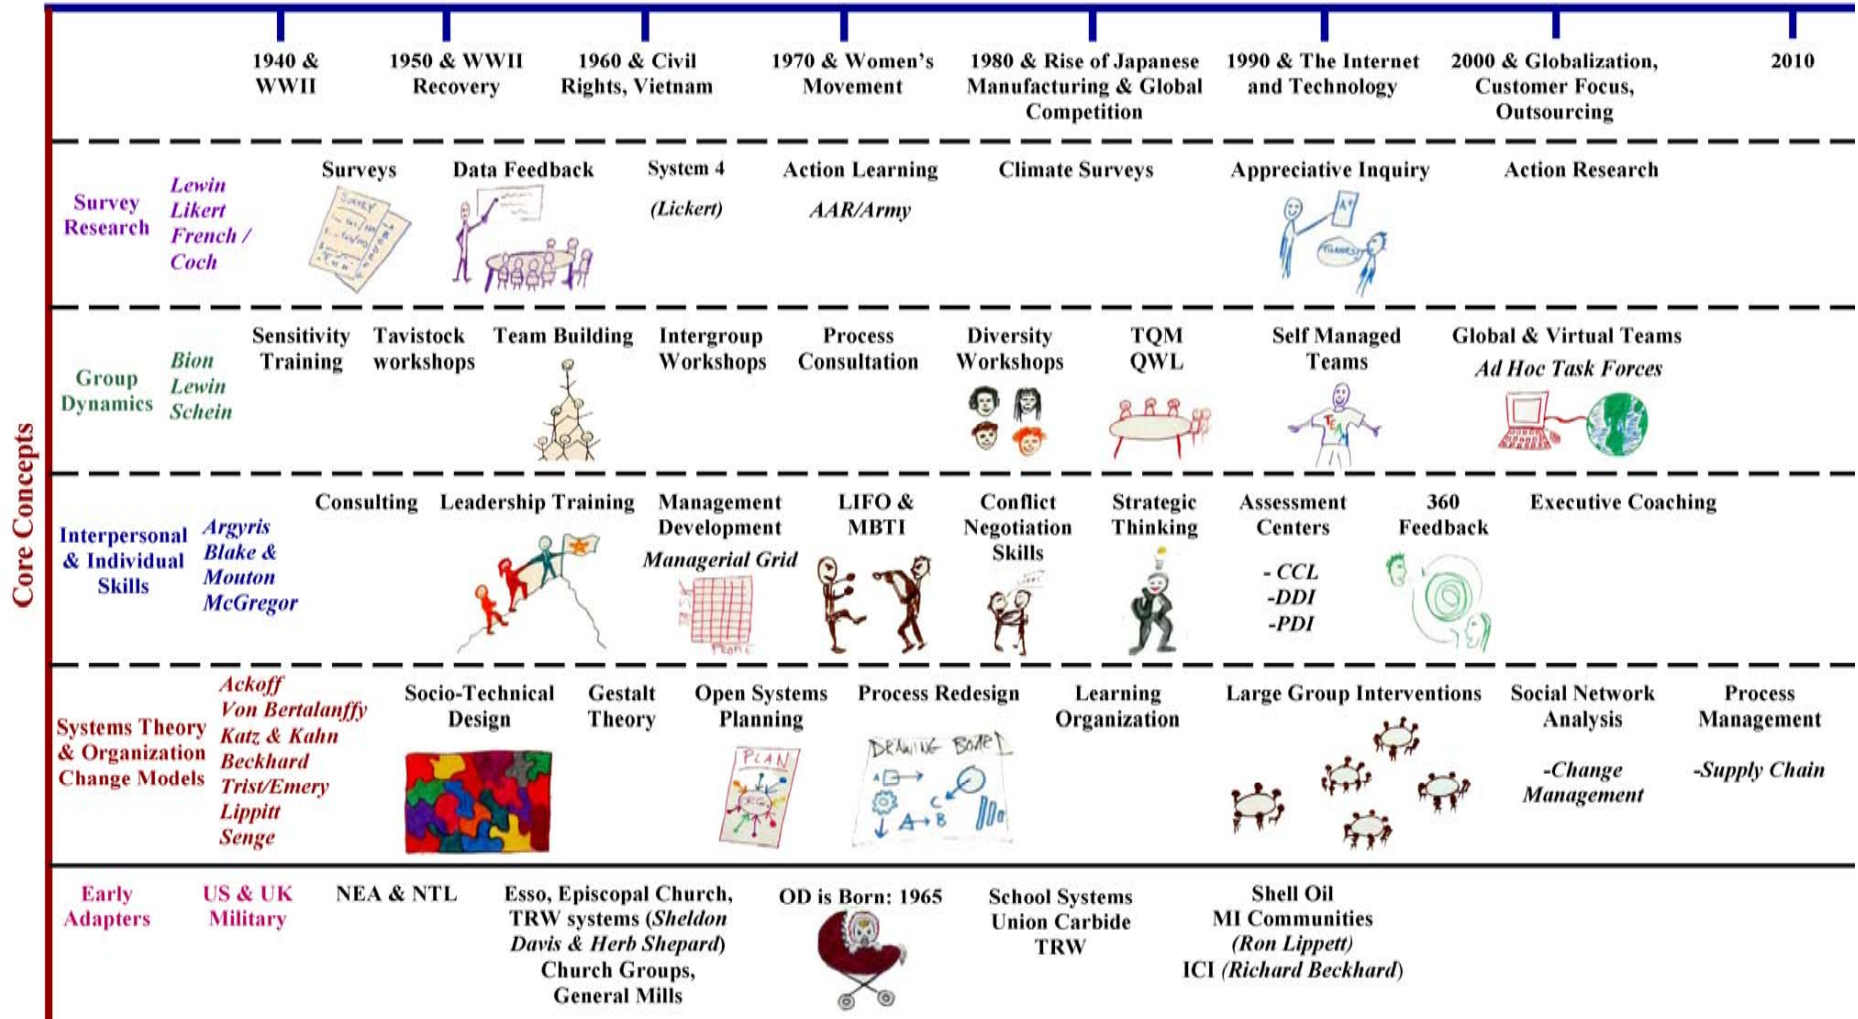 1940 &
WWII
1950 & WWII
Recovery
1960 & Civil
Rights, Vietnam
1970 & Women's
Movement
1980 & Rise of Japanese
Manufacturing & Global
Competition
1990 & The Internet
and Technology
2000 & Globalization,
Customer Focus,
Outsourcing
2010
Core Concepts
Survey
Research
Lewin
Likert
French /
Coch
Surveys
SURVEY
Data Feedback
System 4
(Lickert)
Action Learning
AAR/Army
Climate Surveys
Appreciative Inquiry
A+
THANKS!
Action Research
Group
Dynamics
Bion
Lewin
Schein
Sensitivity
Training
Tavistock
workshops
Team Building
Intergroup
Workshops
Process
Consultation
Diversity
Workshops
TQM
QWL
Self Managed
Teams
TEAM
Global & Virtual Teams
Ad Hoc Task Forces
Interpersonal
& Individual
Skills
Argyris
Blake &
Mouton
McGregor
Consulting
Leadership Training
Management
Development
Managerial Grid
TASK
PEOPLE
LIFO &
MBTI
Conflict
Negotiation
Skills
Strategic
Thinking
Assessment
Centers
- CCL
-DDI
-PDI
360
Feedback
Executive Coaching
Systems Theory
& Organization
Change Models
Ackoff
Von Bertalanffy
Katz & Kahn
Beckhard
Trist/Emery
Lippitt
Senge
Socio-Technical
Design
Gestalt
Theory
Open Systems
Planning
PLAN
ORG
Process Redesign
DRAWING BOARD
A
C
A
B
Learning
Organization
Large Group Interventions
Social Network
Analysis
-Change
Management
Process
Management
-Supply Chain
Early
Adapters
US & UK
Military
NEA & NTL
Esso, Episcopal Church,
TRW systems (Sheldon
Davis & Herb Shepard)
Church Groups,
General Mills
OD is Born: 1965
School Systems
Union Carbide
TRW
Shell Oil
MI Communities
(Ron Lippett)
ICI (Richard Beckhard)